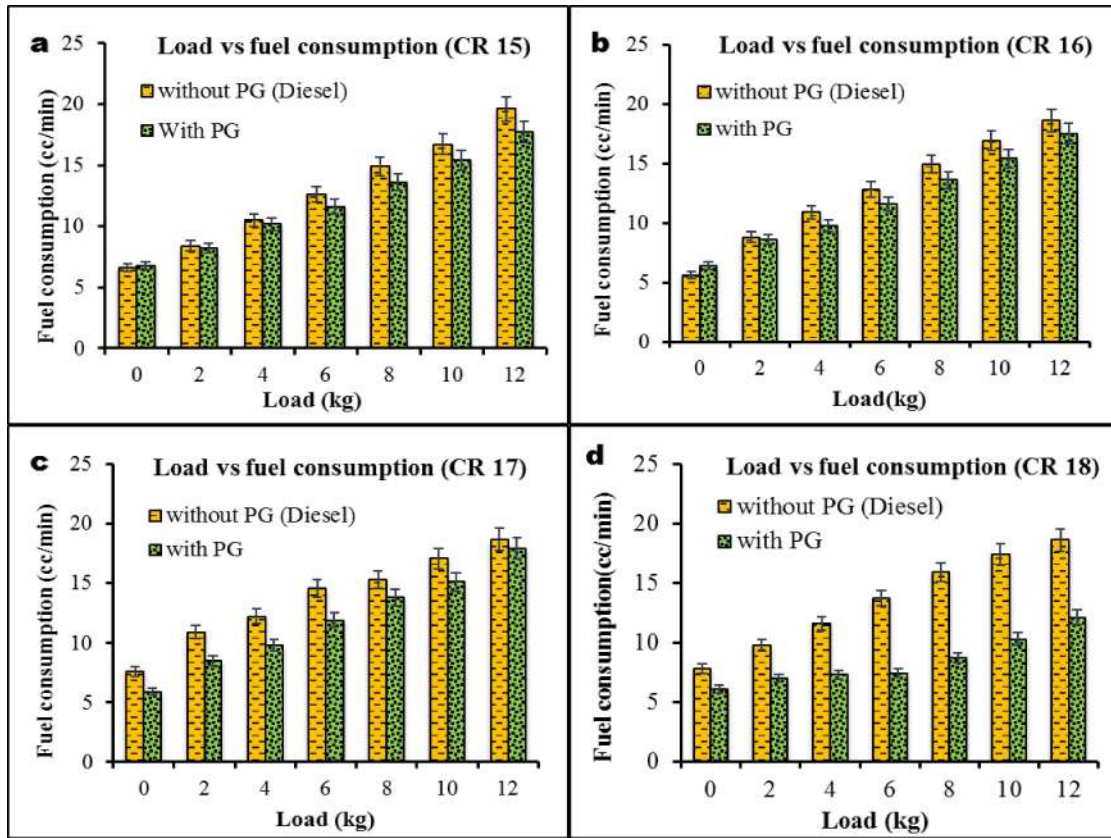 a
Load vs fuel consumption (CR 15)
without PG (Diesel)
With PG
Fuel consumption (cc/min)
25
20
15
10
5
0
0 2 4 6 8 10 12
Load (kg)
b
Load vs fuel consumption (CR 16)
without PG (Diesel)
with PG
Fuel consumption (cc/min)
25
20
15
10
5
0
0 2 4 6 8 10 12
Load(kg)
c
Load vs fuel consumption (CR 17)
without PG (Diesel)
with PG
Fuel consumption (cc/min)
25
20
15
10
5
0
0 2 4 6 8 10 12
Load (kg)
d
Load vs fuel consumption (CR 18)
without PG (Diesel)
with PG
Fuel consumption(cc/min)
25
20
15
10
5
0
0 2 4 6 8 10 12
Load (kg)